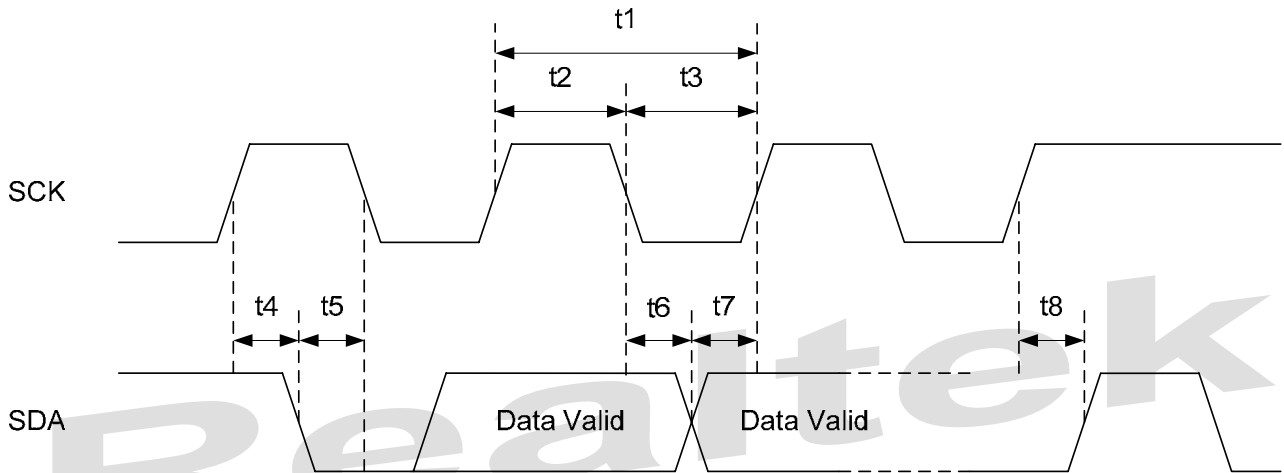 t1
t2 t3
SCK
t4 t5 t6 t7 t8
SDA Data Valid Data Valid
Realtek